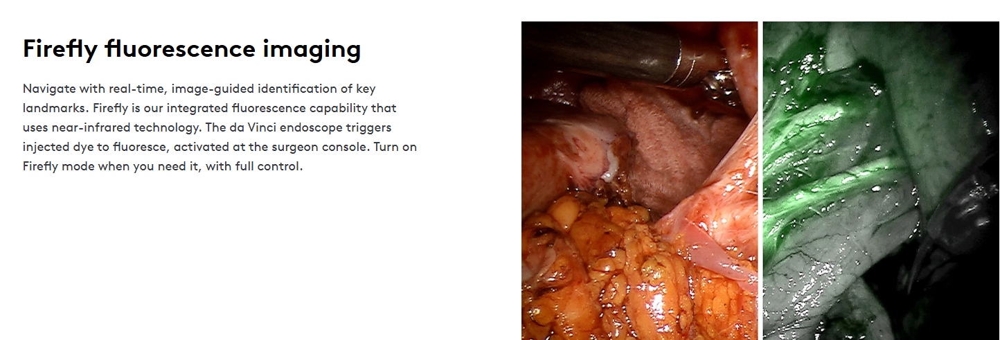 Firefly fluorescence imaging
Navigate with real-time, image-guided identification of key
landmarks. Firefly is our integrated fluorescence capability that
uses near-infrared technology. The da Vinci endoscope triggers
injected dye to fluoresce, activated at the surgeon console. Turn on
Firefly mode when you need it, with full control.